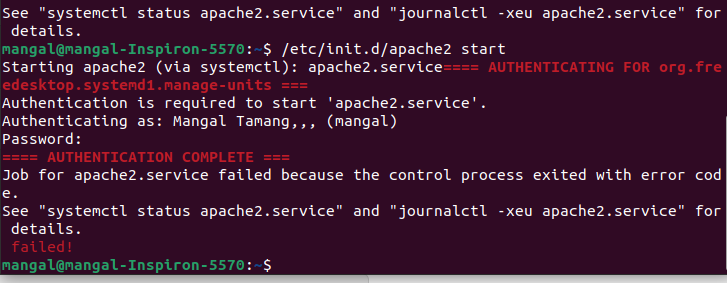 See "systemctl status apache2.service" and "journalctl -xeu apache2.service" for
 details.
mangal@mangal-Inspiron-5570:~$ /etc/init.d/apache2 start
Starting apache2 (via systemctl): apache2.service==== AUTHENTICATING FOR org.fre
edesktop.systemd1.manage-units ===
Authentication is required to start 'apache2.service'.
Authenticating as: Mangal Tamang,,, (mangal)
Password:
==== AUTHENTICATION COMPLETE ===
Job for apache2.service failed because the control process exited with error cod
e.
See "systemctl status apache2.service" and "journalctl -xeu apache2.service" for
 details.
 failed!
mangal@mangal-Inspiron-5570:~$